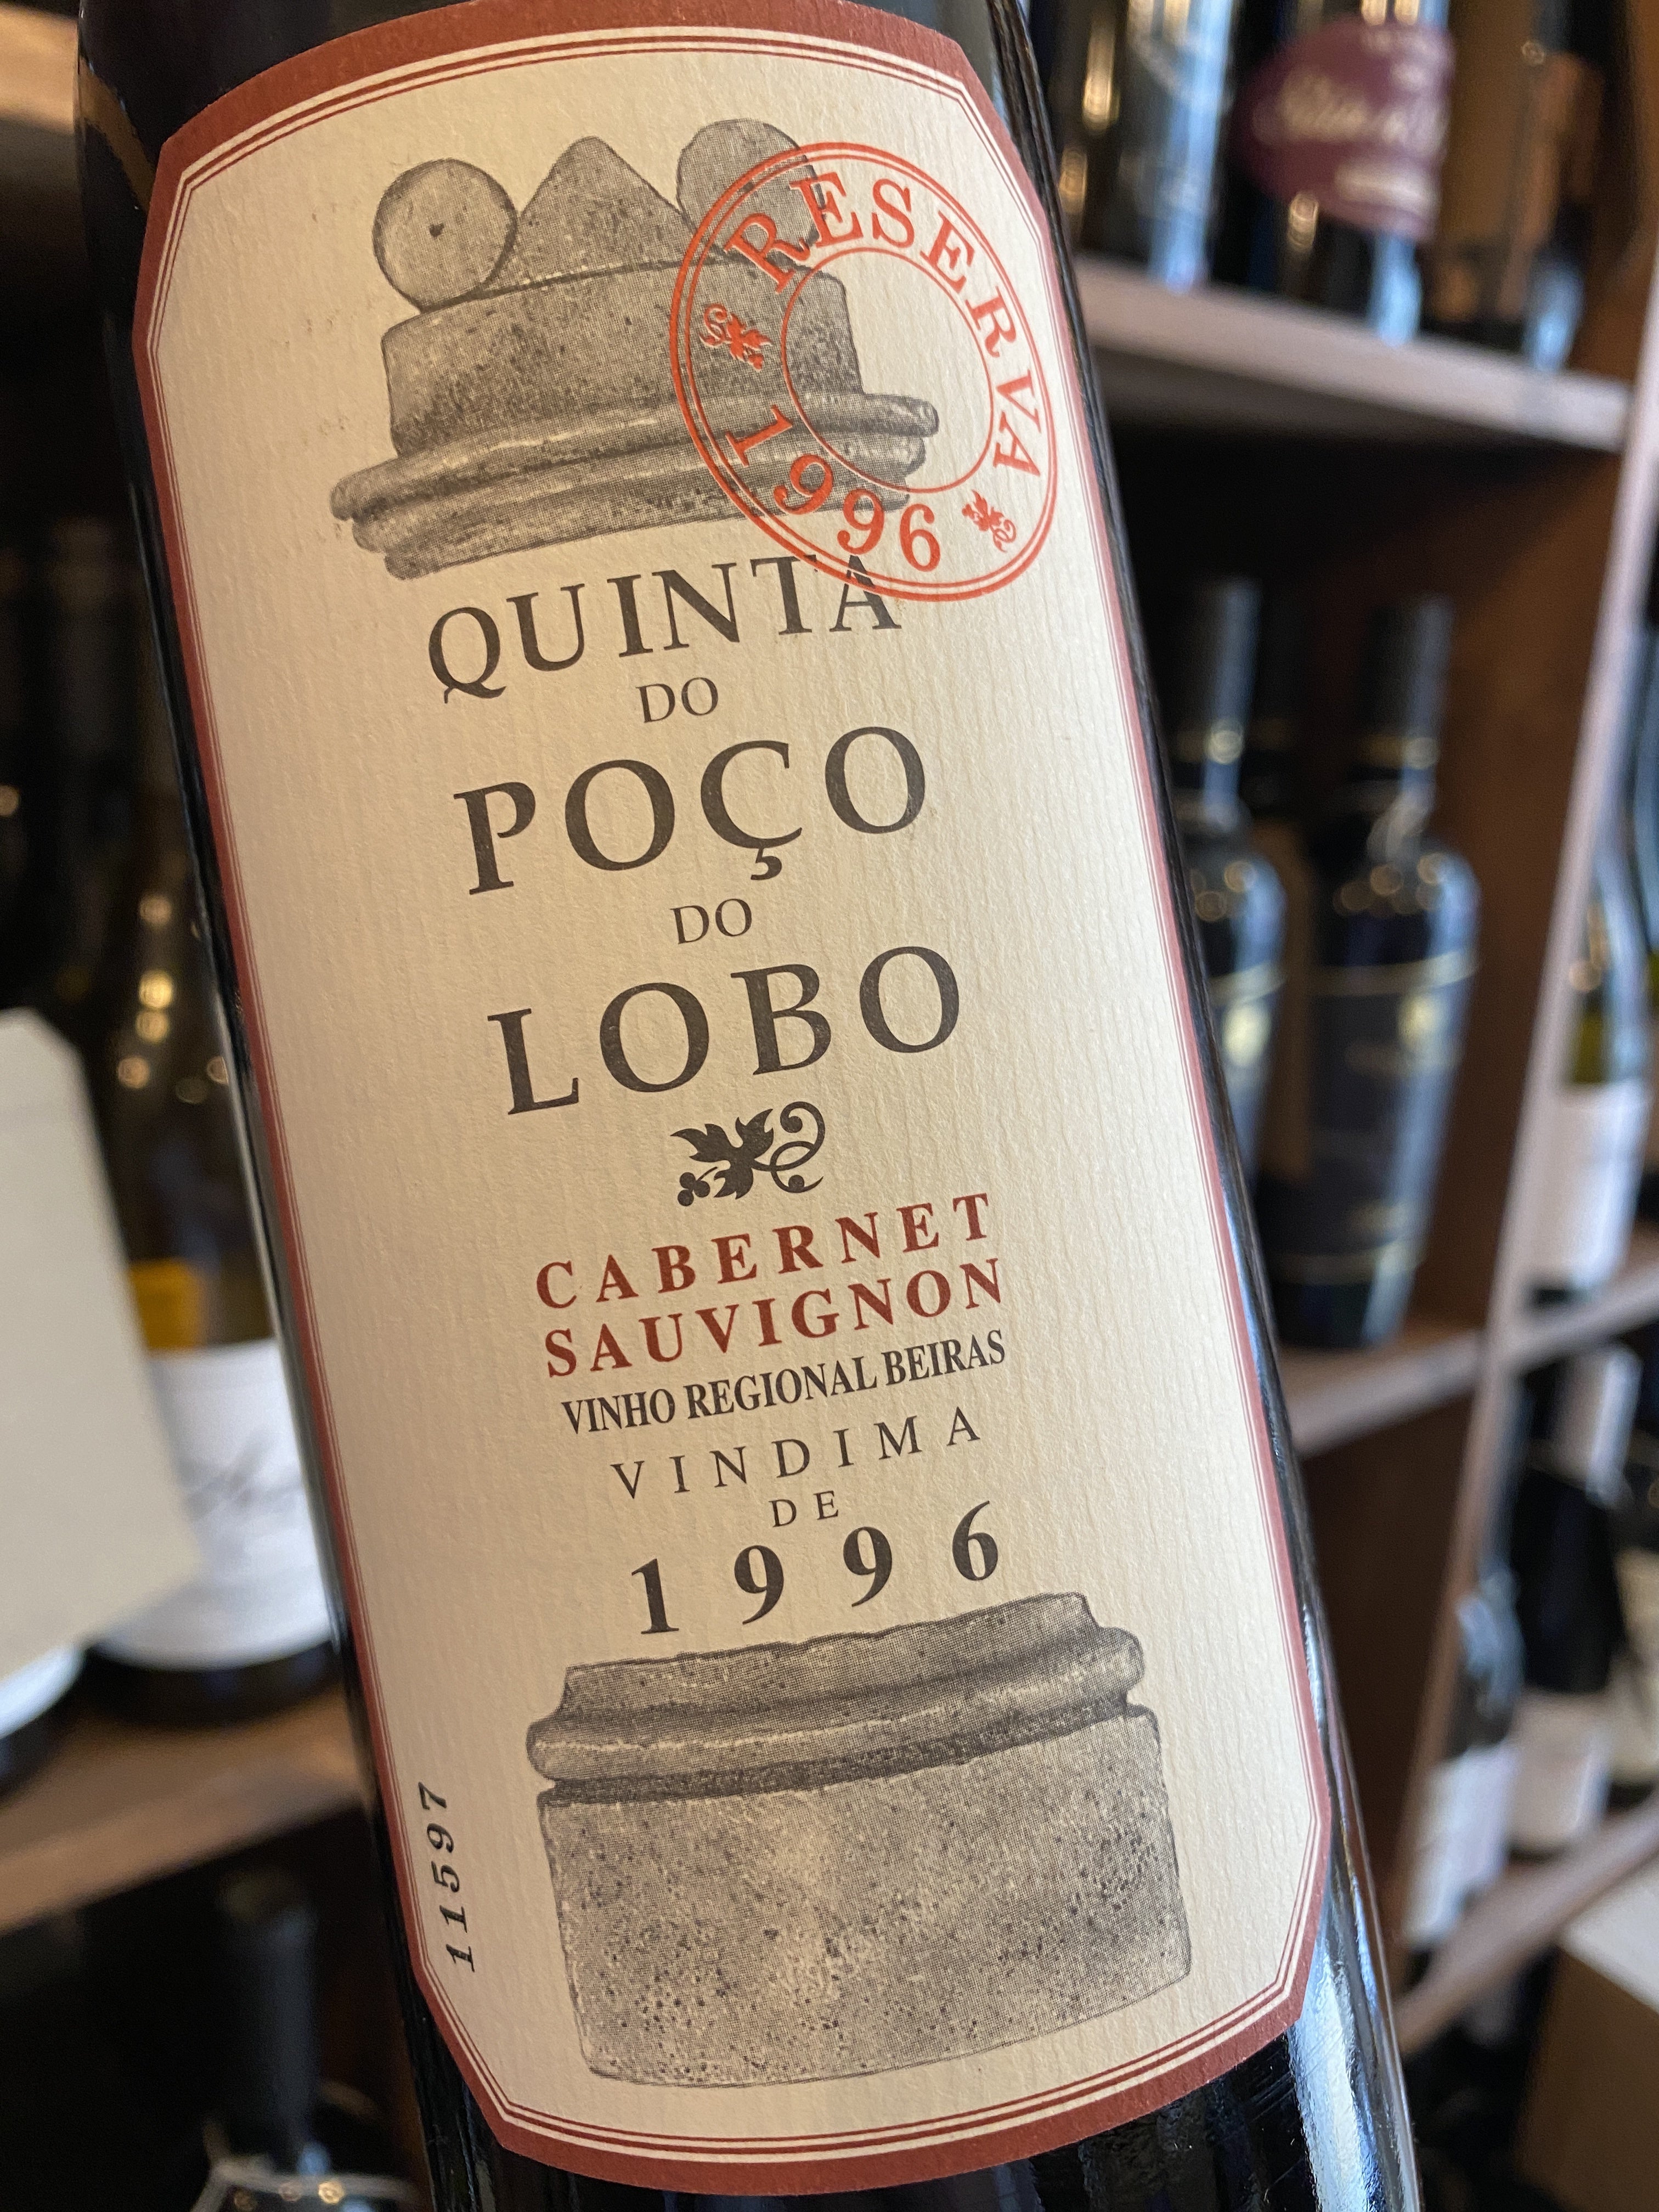 RESERVA
1996
QUINTA
DO
POÇO
DO
LOBO
CABERNET
SAUVIGNON
VINHO REGIONAL BEIRAS
VINDIMA
DE
1996
11597